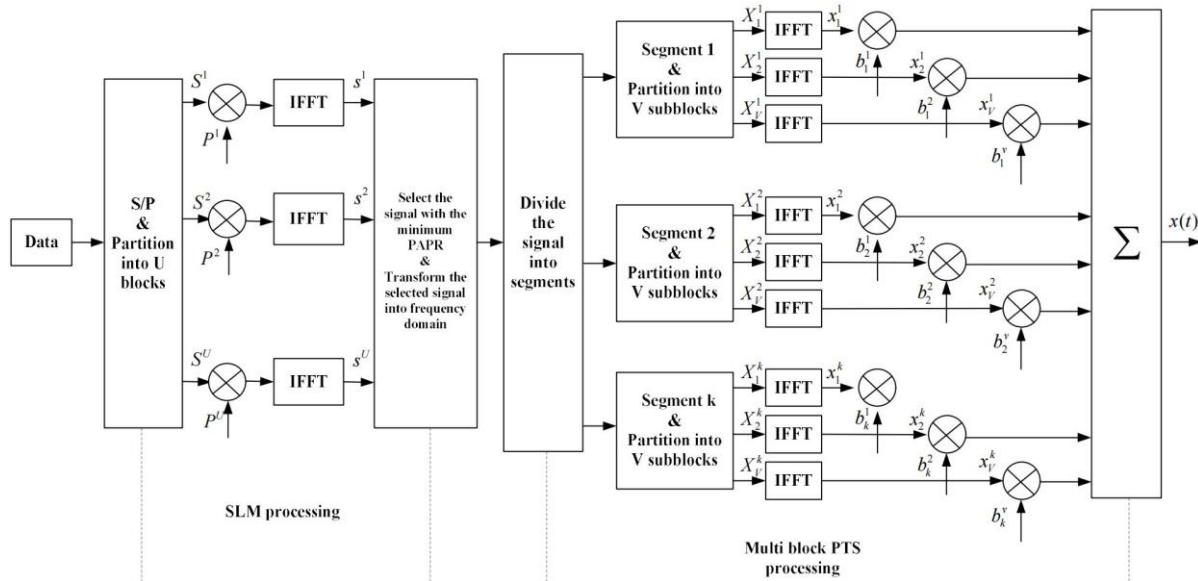 Data
S/P
&
Partition
into U
blocks
S^1
P^1
IFFT
s^1
S^2
P^2
IFFT
s^2
S^U
P^U
IFFT
s^U
Select the
signal with the
minimum
PAPR
&
Transform the
selected signal
into frequency
domain
SLM processing
Divide
the
signal
into
segments
Segment 1
&
Partition into
V subblocks
X_1^1
IFFT
x_1^1
b_1^1
X_2^1
IFFT
x_2^1
b_1^2
X_V^1
IFFT
x_V^1
b_1^v
Segment 2
&
Partition into
V subblocks
X_1^2
IFFT
x_1^2
b_2^1
X_2^2
IFFT
x_2^2
b_2^2
X_V^2
IFFT
x_V^2
b_2^v
Segment k
&
Partition into
V subblocks
X_1^k
IFFT
x_1^k
b_k^1
X_2^k
IFFT
x_2^k
b_k^2
X_V^k
IFFT
x_V^k
b_k^v
Σ
x(t)
Multi block PTS
processing